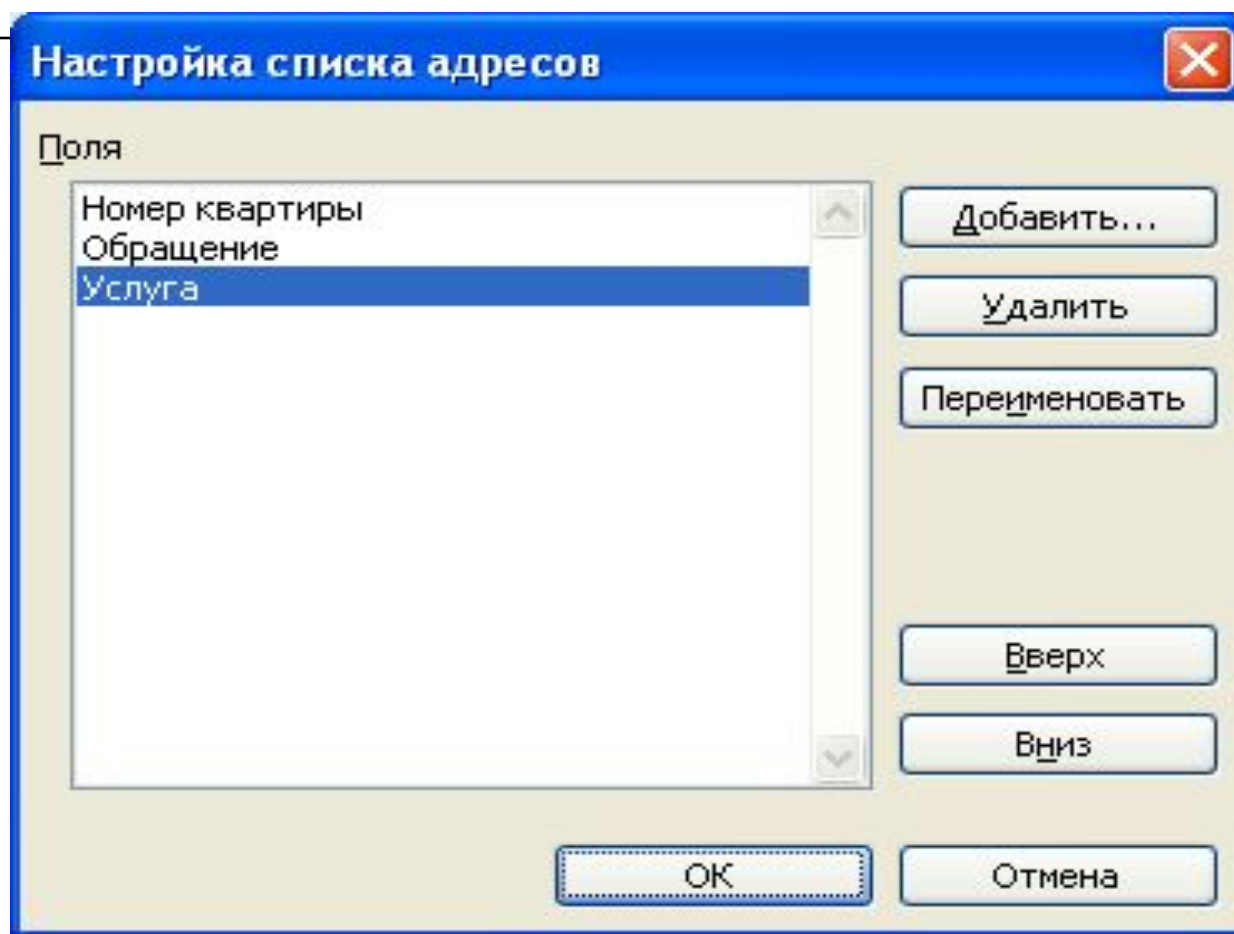 Настройка списка адресов
Поля
Номер квартиры
Обращение
Услуга
Добавить...
Удалить
Переименовать
Вверх
Вниз
ОК
Отмена